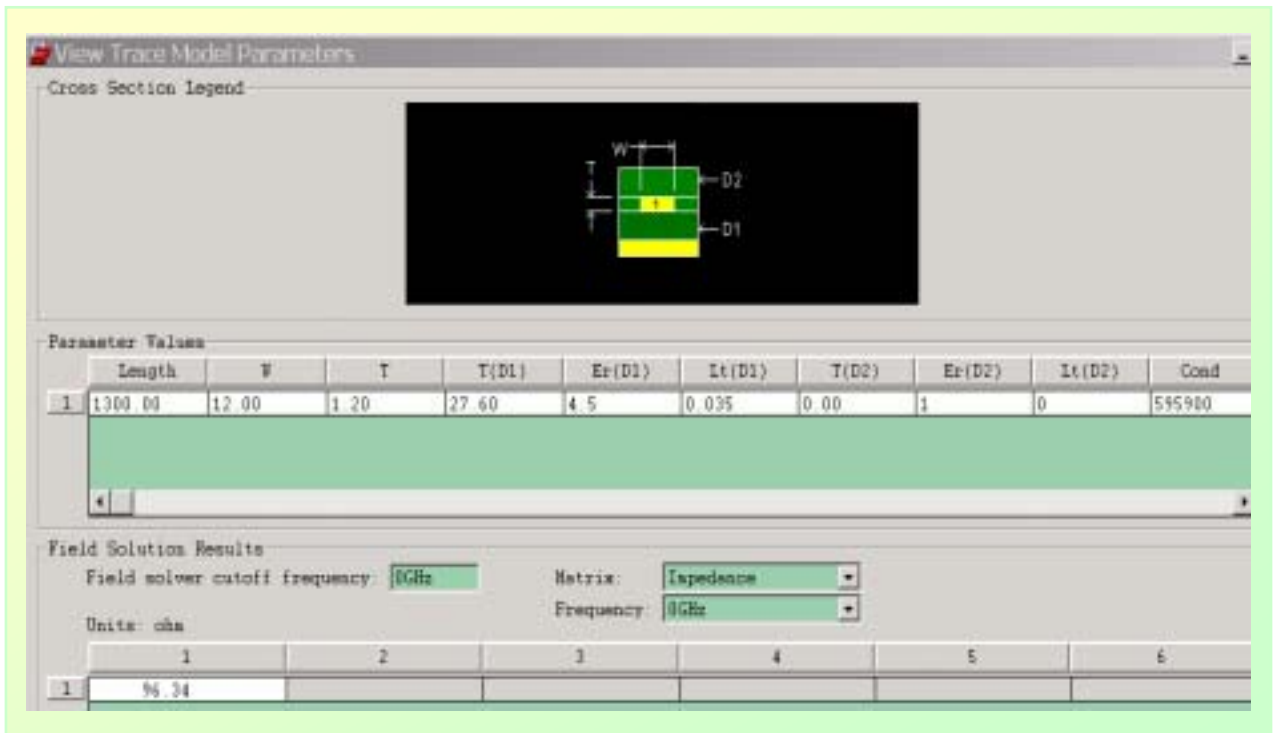 View Trace Model Parameters
Cross Section Legend
W
T
D2
1
D1
Parameter Values
Length W T T(D1) Er(D1) Lt(D1) T(D2) Er(D2) Lt(D2) Cond
1 1300.00 12.00 1.20 27.60 4.5 0.035 0.00 1 0 595900
Field Solution Results
Field solver cutoff frequency: 0GHz Matrix: Impedance
Frequency: 0GHz
Units: ohm
1 2 3 4 5 6
1 96.34